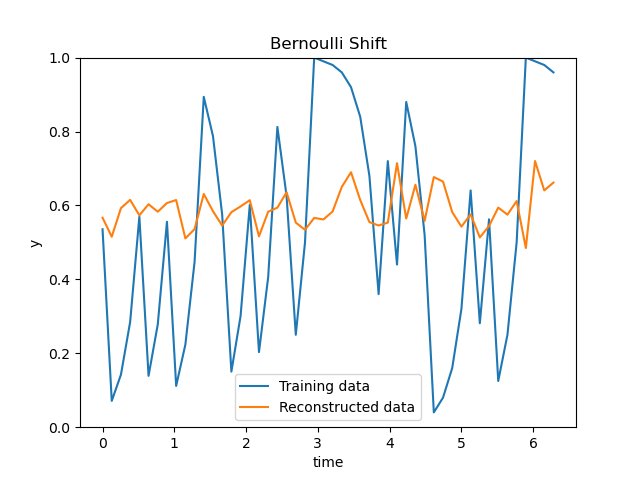 Bernoulli Shift
1.0
0.8
0.6
0.4
0.2
0.0
y
Training data
Reconstructed data
0 1 2 3 4 5 6
time